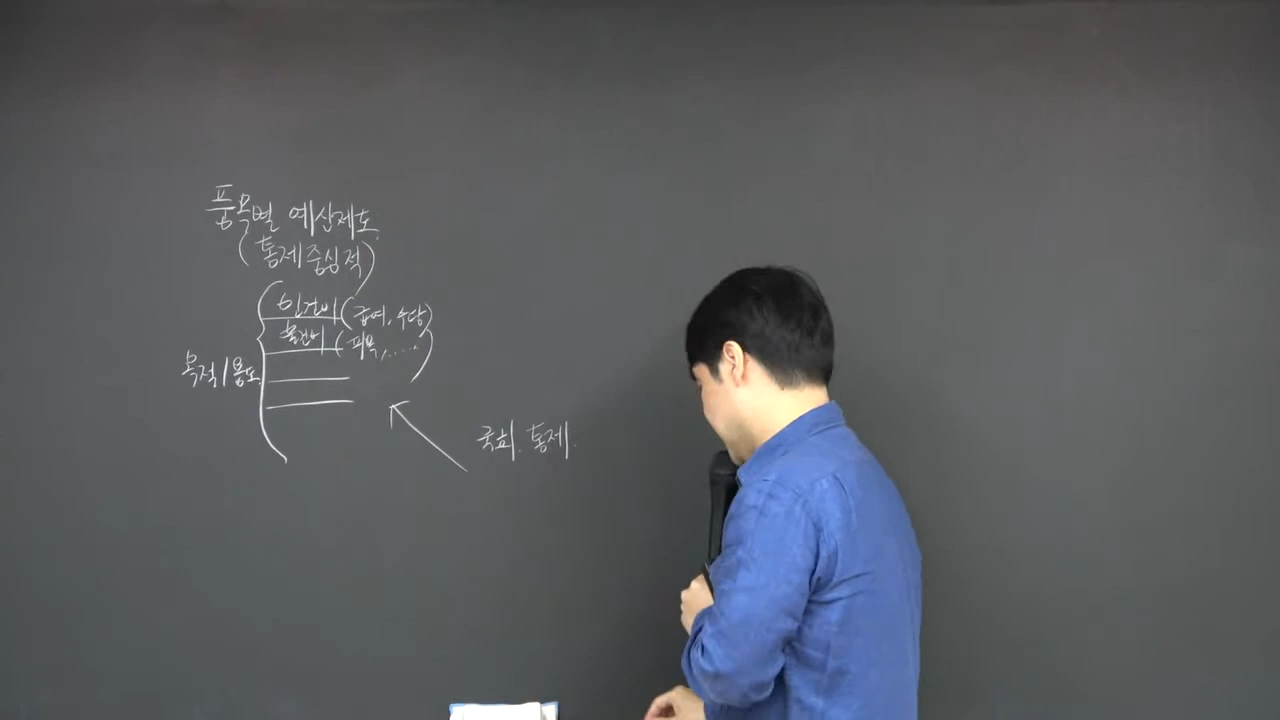 품목별 예산제도
(통제중심적)
인건비 (급여, 수당)
물건비 (피복, .....
목적/용도
국회. 통제.